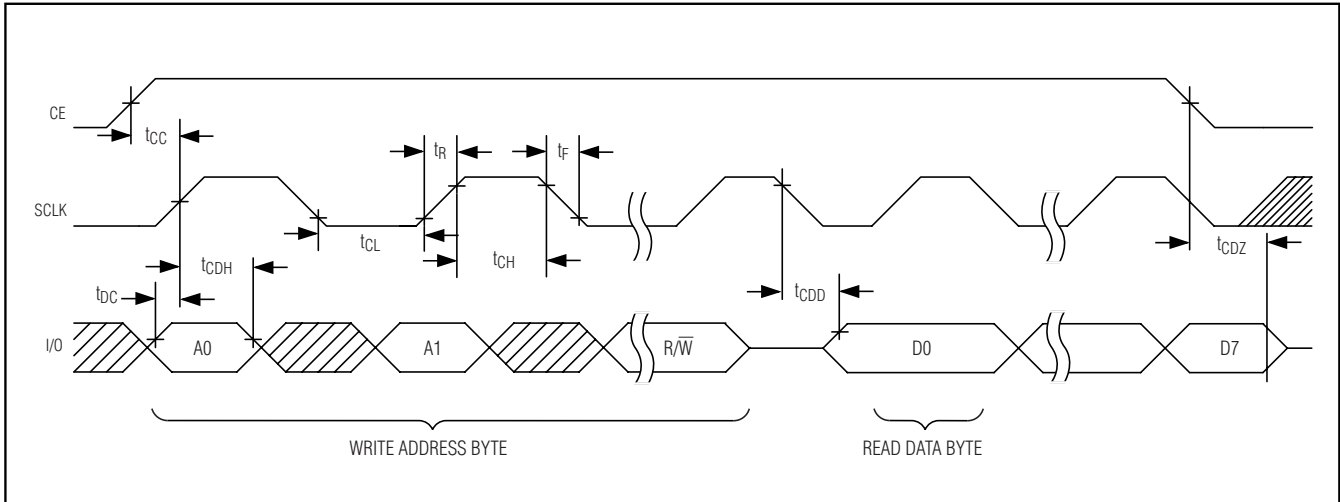 CE
tCC
tR
tF
SCLK
tCL
tCH
tCDZ
tCDH
tDC
tCDD
I/O
A0
A1
R/W̅
D0
D7
WRITE ADDRESS BYTE
READ DATA BYTE